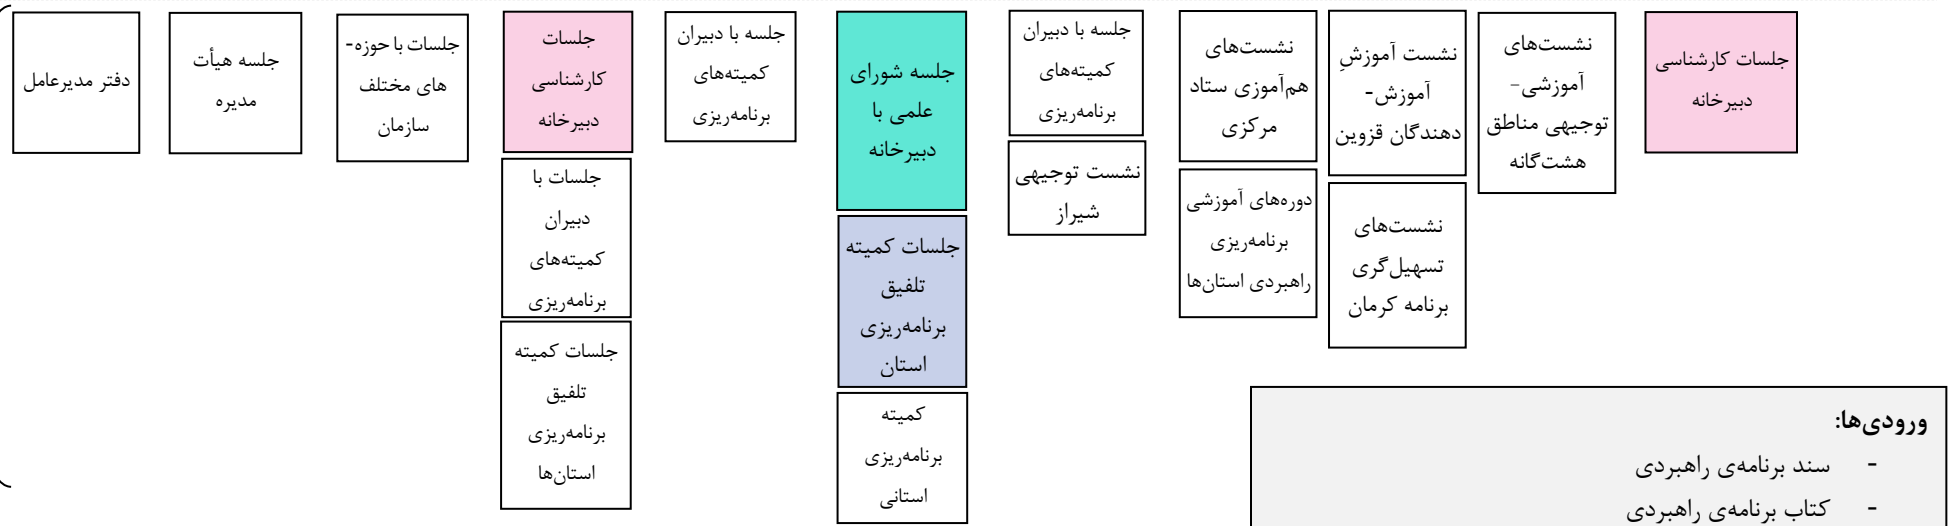 جلسات کارشناسی
دبیرخانه
نشست‌های
آموزشی-
توجیهی مناطق
هشت‌گانه
نشست آموزشِ
آموزش-
دهندگان قزوین
نشست‌های
تسهیل‌گری
برنامه کرمان
نشست‌های
هم‌آموزی ستاد
مرکزی
دوره‌های آموزشی
برنامه‌ریزی
راهبردی استان‌ها
جلسه با دبیران
کمیته‌های
برنامه‌ریزی
نشست توجیهی
شیراز
جلسه شورای
علمی با
دبیرخانه
جلسات کمیته
تلفیق
برنامه‌ریزی
استان
کمیته
برنامه‌ریزی
استانی
جلسه با دبیران
کمیته‌های
برنامه‌ریزی
جلسات
کارشناسی
دبیرخانه
جلسات با
دبیران
کمیته‌های
برنامه‌ریزی
جلسات کمیته
تلفیق
برنامه‌ریزی
استان‌ها
جلسات با حوزه-
های مختلف
سازمان
جلسه هیأت
مدیره
دفتر مدیرعامل
ورودی‌ها:
- سند برنامه‌ی راهبردی
- کتاب برنامه‌ی راهبردی